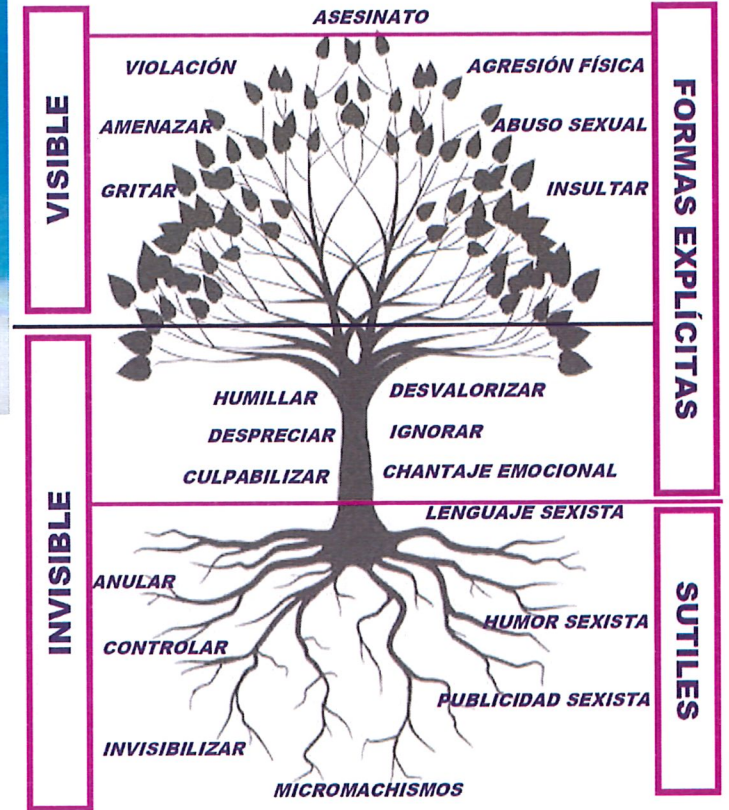 ASESINATO
VIOLACIÓN
AGRESIÓN FÍSICA
AMENAZAR
ABUSO SEXUAL
GRITAR
INSULTAR
VISIBLE
FORMAS EXPLÍCITAS
HUMILLAR
DESVALORIZAR
DESPRECIAR
IGNORAR
CULPABILIZAR
CHANTAJE EMOCIONAL
LENGUAJE SEXISTA
INVISIBLE
SUTILES
ANULAR
HUMOR SEXISTA
CONTROLAR
PUBLICIDAD SEXISTA
INVISIBILIZAR
MICROMACHISMOS